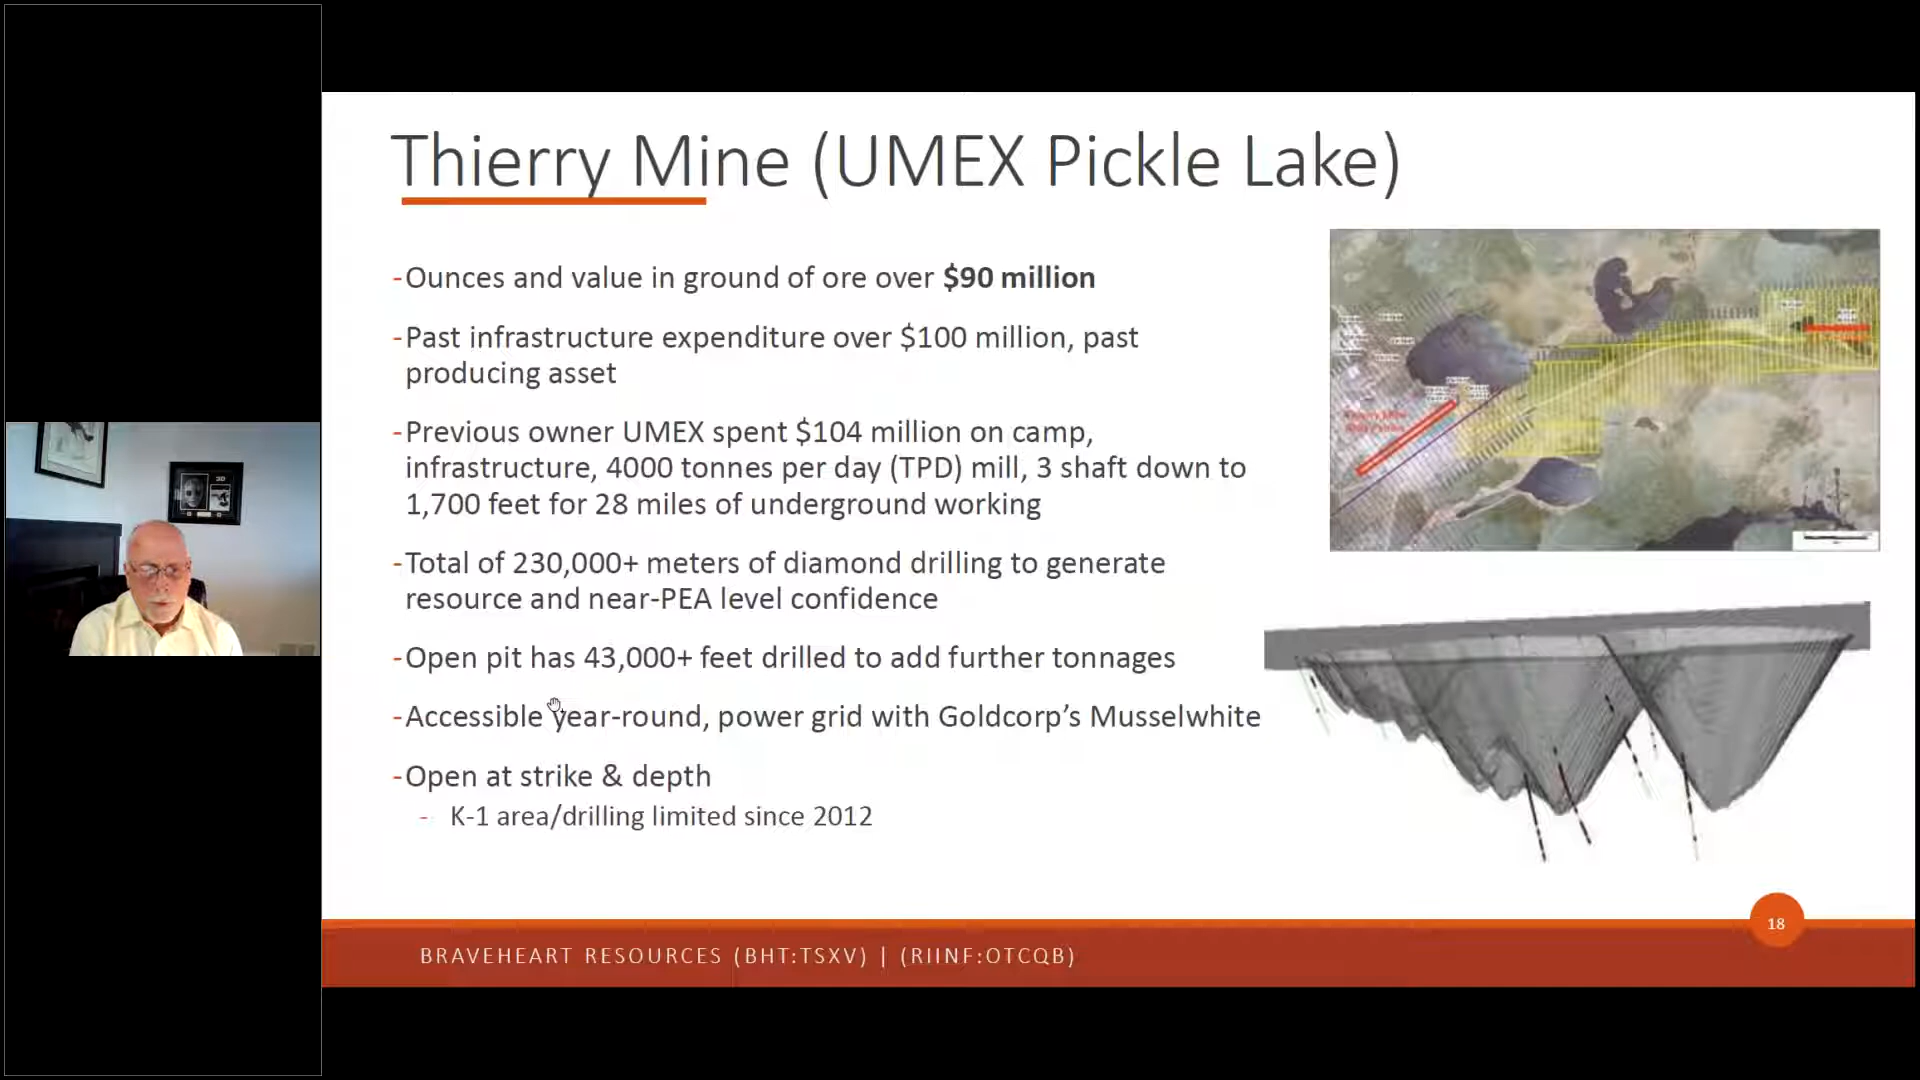 Thierry Mine (UMEX Pickle Lake)
-Ounces and value in ground of ore over $90 million
-Past infrastructure expenditure over $100 million, past
producing asset
-Previous owner UMEX spent $104 million on camp,
infrastructure, 4000 tonnes per day (TPD) mill, 3 shaft down to
1,700 feet for 28 miles of underground working
-Total of 230,000+ meters of diamond drilling to generate
resource and near-PEA level confidence
-Open pit has 43,000+ feet drilled to add further tonnages
-Accessible year-round, power grid with Goldcorp’s Musselwhite
-Open at strike & depth
- K-1 area/drilling limited since 2012
18
BRAVEHEART RESOURCES (BHT:TSXV) | (RIINF:OTCQB)